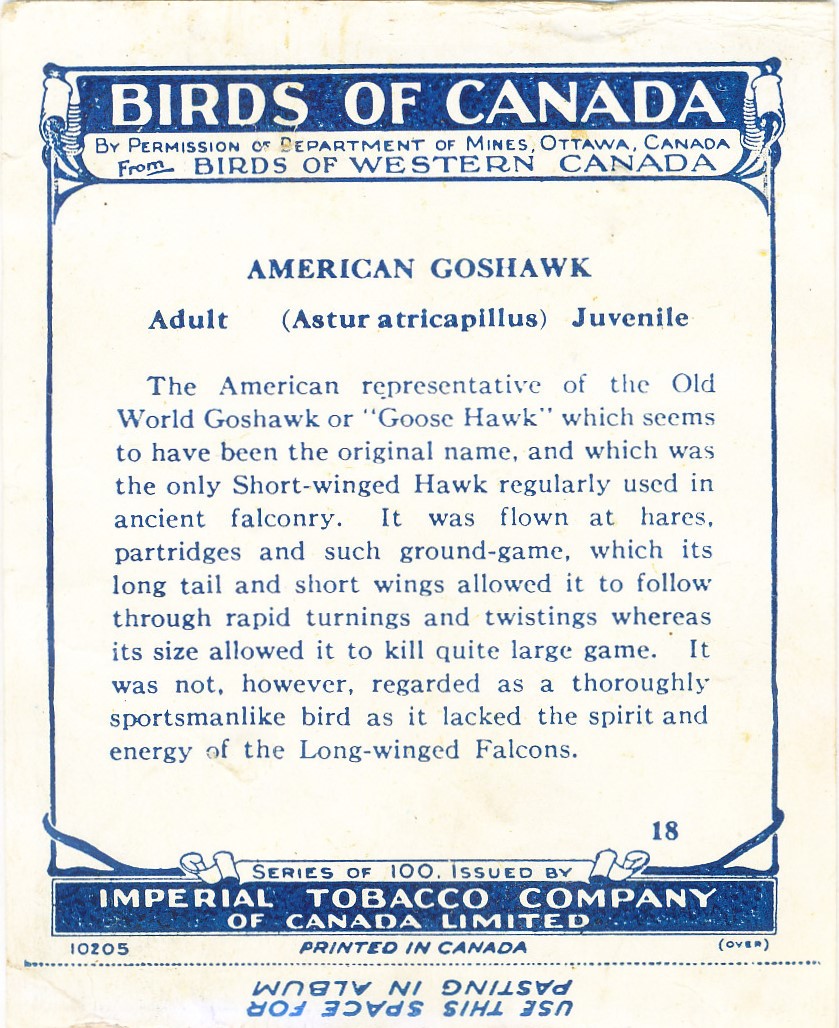 BIRDS OF CANADA
BY PERMISSION OF DEPARTMENT OF MINES, OTTAWA, CANADA
From BIRDS OF WESTERN CANADA
AMERICAN GOSHAWK
Adult (Astur atricapillus) Juvenile
The American representative of the Old
World Goshawk or "Goose Hawk" which seems
to have been the original name, and which was
the only Short-winged Hawk regularly used in
ancient falconry. It was flown at hares,
partridges and such ground-game, which its
long tail and short wings allowed it to follow
through rapid turnings and twistings whereas
its size allowed it to kill quite large game. It
was not, however, regarded as a thoroughly
sportsmanlike bird as it lacked the spirit and
energy of the Long-winged Falcons.
18
SERIES OF 100. ISSUED BY
IMPERIAL TOBACCO COMPANY
OF CANADA LIMITED
10205 PRINTED IN CANADA (OVER)
USE THIS SPACE FOR
PASTING IN ALBUM